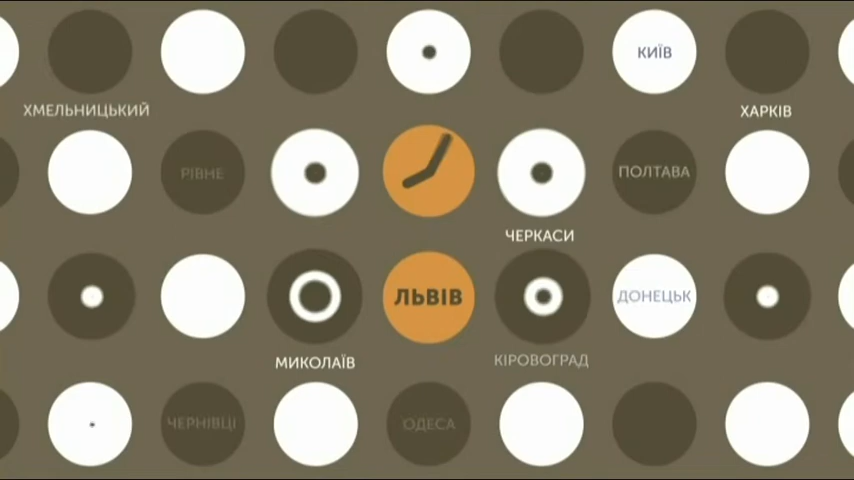 КИЇВ
ХМЕЛЬНИЦЬКИЙ
ХАРКІВ
РІВНЕ
ПОЛТАВА
ЧЕРКАСИ
ЛЬВІВ
ДОНЕЦЬК
МИКОЛАЇВ
КІРОВОГРАД
ЧЕРНІВЦІ
ОДЕСА